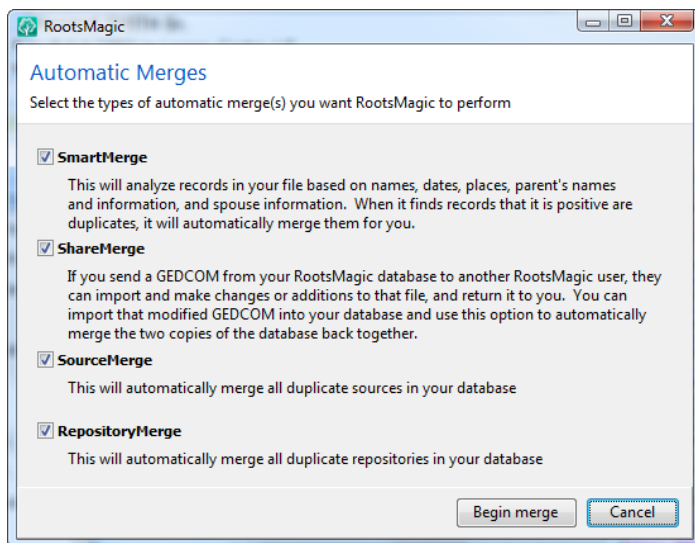 RootsMagic
Automatic Merges
Select the types of automatic merge(s) you want RootsMagic to perform
SmartMerge
This will analyze records in your file based on names, dates, places, parent's names
and information, and spouse information.  When it finds records that it is positive are
duplicates, it will automatically merge them for you.
ShareMerge
If you send a GEDCOM from your RootsMagic database to another RootsMagic user, they
can import and make changes or additions to that file, and return it to you.  You can
import that modified GEDCOM into your database and use this option to automatically
merge the two copies of the database back together.
SourceMerge
This will automatically merge all duplicate sources in your database
RepositoryMerge
This will automatically merge all duplicate repositories in your database
Begin merge Cancel